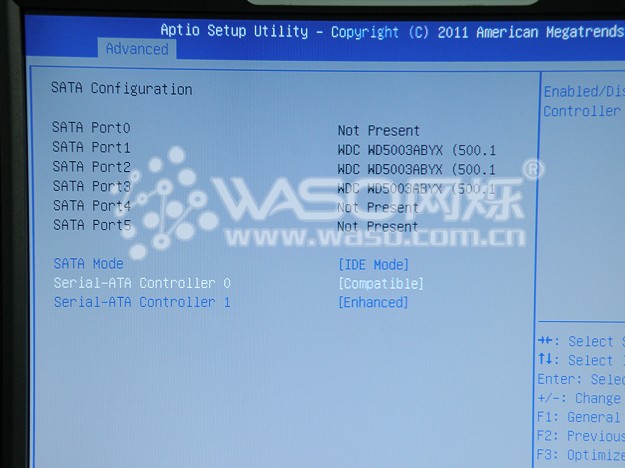 Aptio Setup Utility – Copyright (C) 2011 American Megatrends
Advanced
SATA Configuration
SATA Port0 Not Present
SATA Port1 WDC WD5003ABYX (500.1
SATA Port2 WDC WD5003ABYX (500.1
SATA Port3 WDC WD5003ABYX (500.1
SATA Port4 Not Present
SATA Port5 Not Present
SATA Mode [IDE Mode]
Serial-ATA Controller 0 [Compatible]
Serial-ATA Controller 1 [Enhanced]
Enabled/Dis
Controller
: Select S
↑↓: Select
Enter: Selec
+/-: Change
F1: General
F2: Previous
F3: Optimize
WASU网烁®
www.waso.com.cn